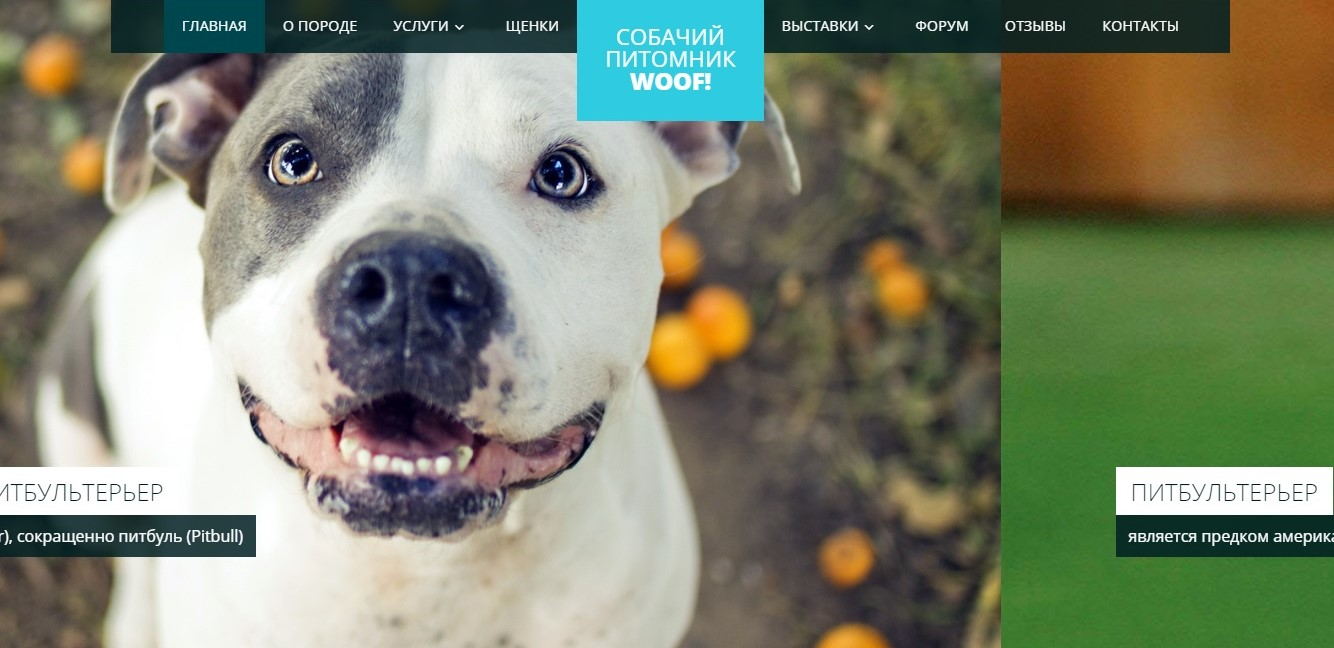 ГЛАВНАЯ О ПОРОДЕ УСЛУГИ ЩЕНКИ
СОБАЧИЙ
ПИТОМНИК
WOOF!
ВЫСТАВКИ ФОРУМ ОТЗЫВЫ КОНТАКТЫ
ИТБУЛЬТЕРЬЕР
r), сокращенно питбуль (Pitbull)
ПИТБУЛЬТЕРЬЕР
является предком америка